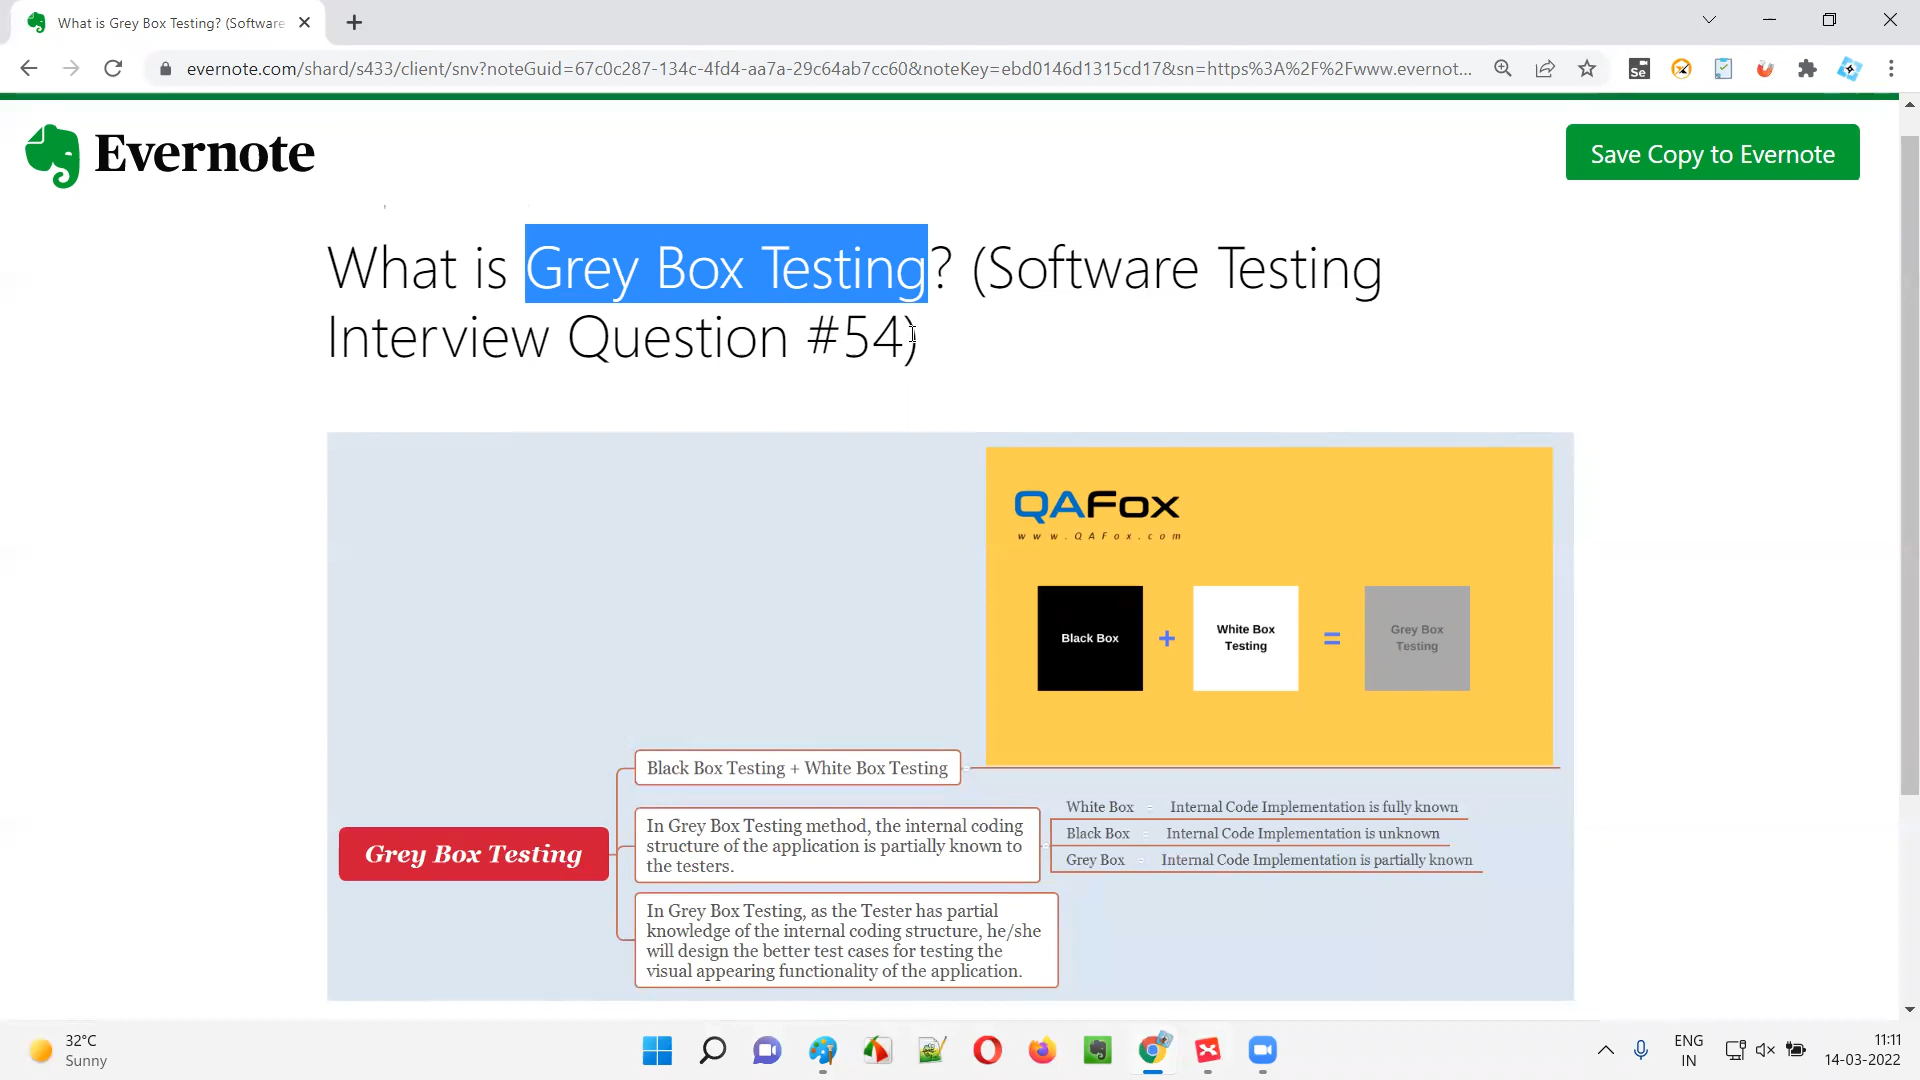 What is Grey Box Testing? (Software
evernote.com/shard/s433/client/snv?noteGuid=67c0c287-134c-4fd4-aa7a-29c64ab7cc60&noteKey=ebd0146d1315cd17&sn=https%3A%2F%2Fwww.evernot...
Se
Evernote
Save Copy to Evernote
What is Grey Box Testing? (Software Testing
Interview Question #54)
QAFox
www.QAFox.com
Black Box
+
White Box
Testing
=
Grey Box
Testing
Black Box Testing + White Box Testing
In Grey Box Testing method, the internal coding
structure of the application is partially known to
the testers.
White Box - Internal Code Implementation is fully known
Black Box - Internal Code Implementation is unknown
Grey Box - Internal Code Implementation is partially known
Grey Box Testing
In Grey Box Testing, as the Tester has partial
knowledge of the internal coding structure, he/she
will design the better test cases for testing the
visual appearing functionality of the application.
32°C
Sunny
ENG
IN
11:11
14-03-2022